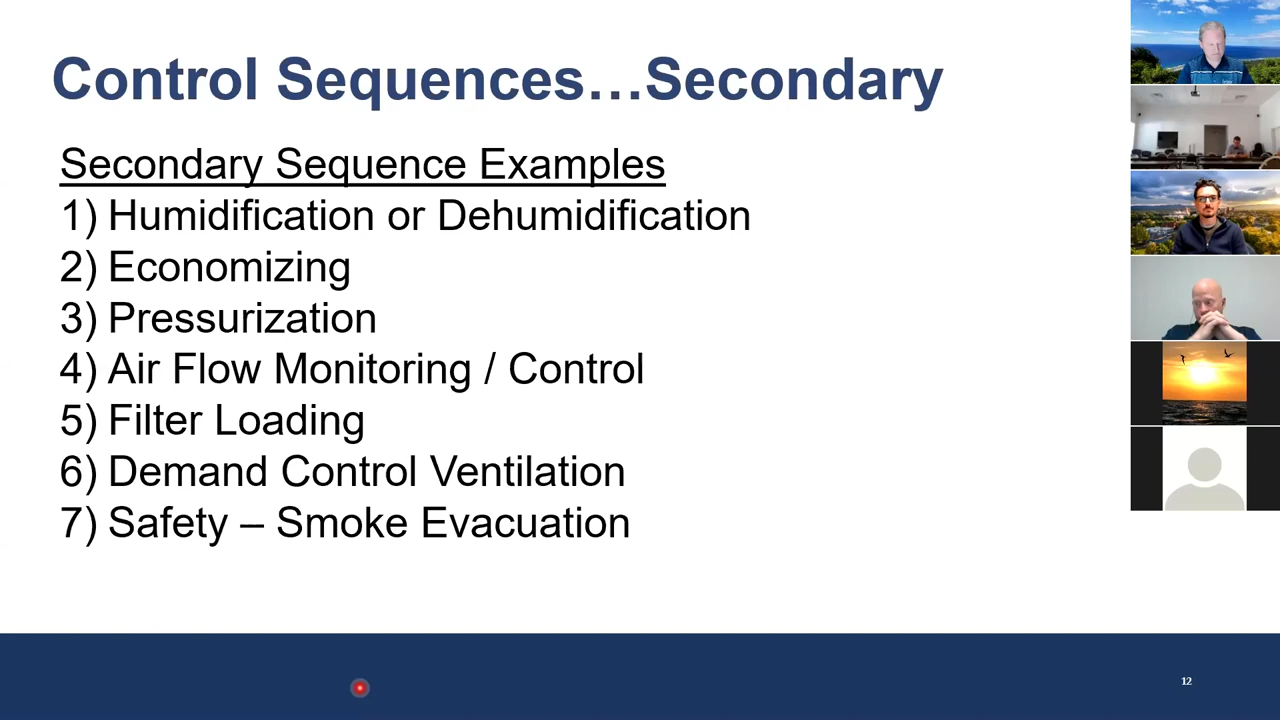 Control Sequences…Secondary
Secondary Sequence Examples
1) Humidification or Dehumidification
2) Economizing
3) Pressurization
4) Air Flow Monitoring / Control
5) Filter Loading
6) Demand Control Ventilation
7) Safety – Smoke Evacuation
12